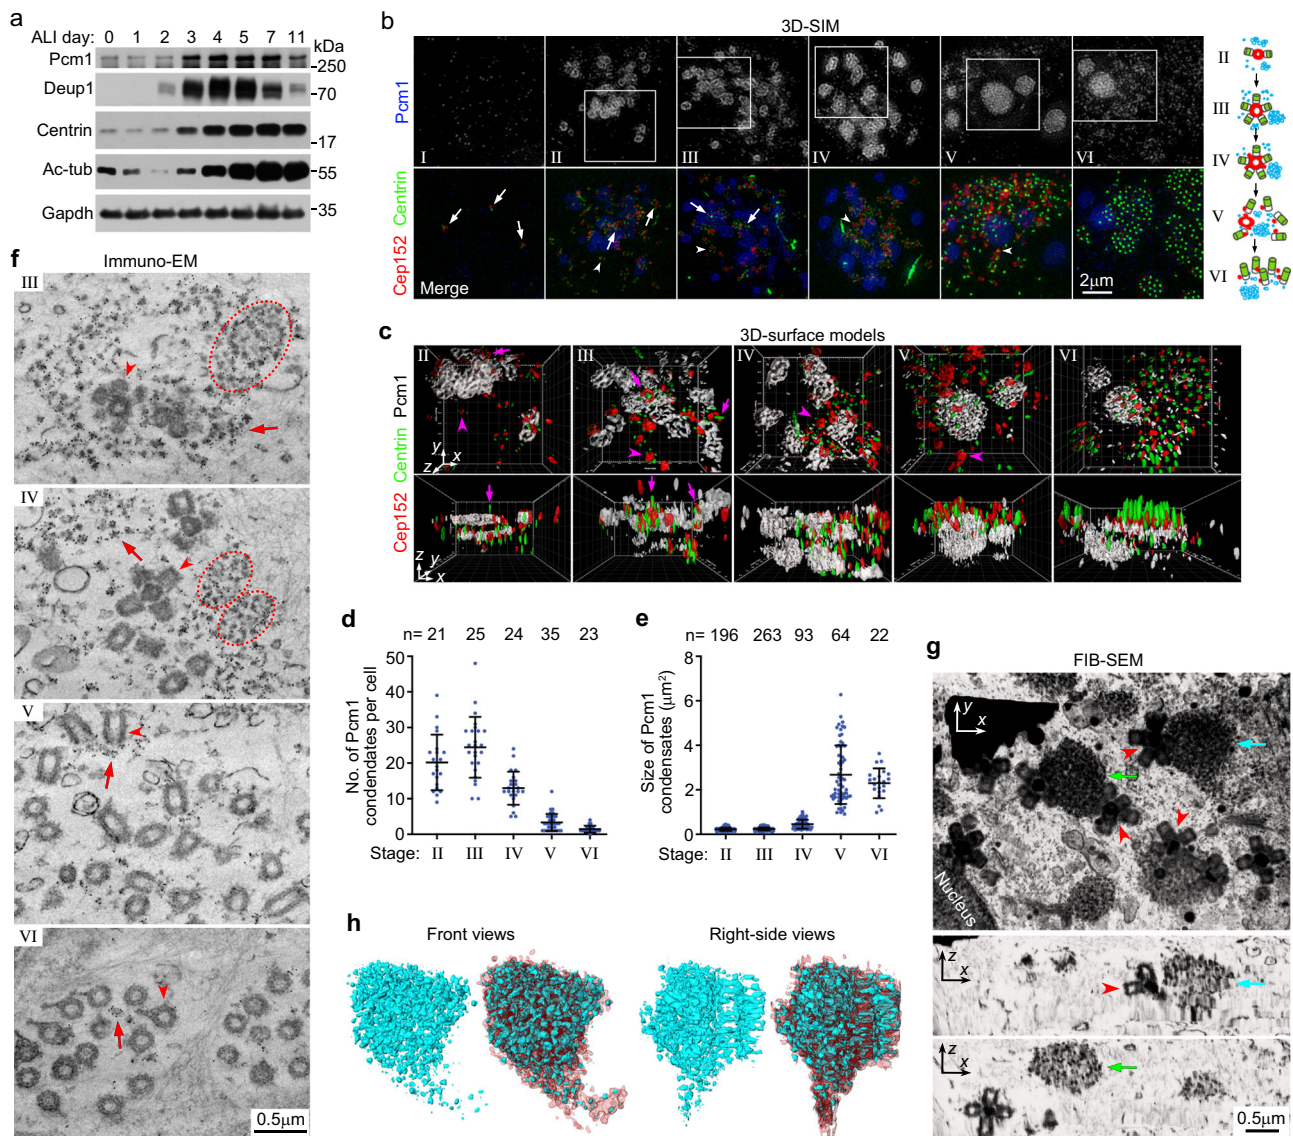 a
ALI day: 0 1 2 3 4 5 7 11
kDa
Pcm1
250
Deup1
70
Centrin
17
Ac-tub
55
Gapdh
35
b
3D-SIM
Pcm1
I II III IV V VI
Cep152 Centrin
Merge
2μm
II
III
IV
V
VI
c
3D-surface models
II III IV V VI
Cep152 Centrin Pcm1
y
z x
z y
x
d
n= 21 25 24 35 23
No. of Pcm1
condendates per cell
50
40
30
20
10
0
Stage: II III IV V VI
e
n= 196 263 93 64 22
Size of Pcm1
condensates (μm²)
8
6
4
2
0
Stage: II III IV V VI
f
Immuno-EM
III
IV
V
VI
0.5μm
g
FIB-SEM
y
x
Nucleus
z
x
z
x
0.5μm
h
Front views
Right-side views